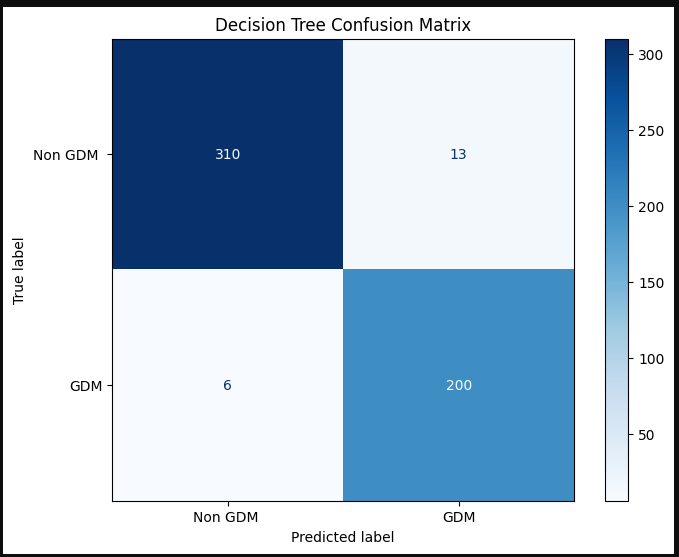 Decision Tree Confusion Matrix
True label
Non GDM
GDM
310
13
6
200
Non GDM
GDM
Predicted label
300
250
200
150
100
50